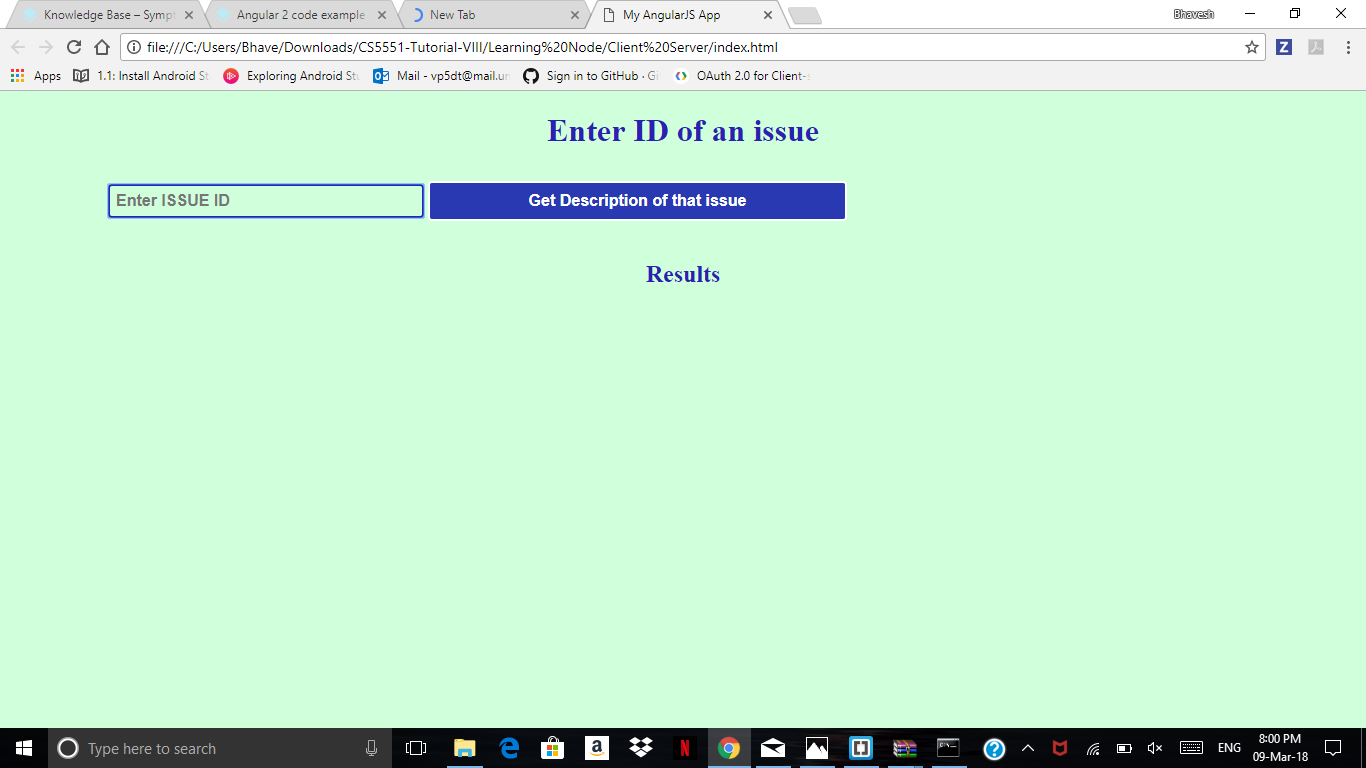 Knowledge Base – Sympt
Angular 2 code example
New Tab
My AngularJS App
Bhavesh
file:///C:/Users/Bhave/Downloads/CS5551-Tutorial-VIII/Learning%20Node/Client%20Server/index.html
Apps
1.1: Install Android St
Exploring Android Stu
Mail - vp5dt@mail.um
Sign in to GitHub · Gi
OAuth 2.0 for Client-s
Enter ID of an issue
Enter ISSUE ID
Get Description of that issue
Results
Type here to search
ENG
8:00 PM
09-Mar-18